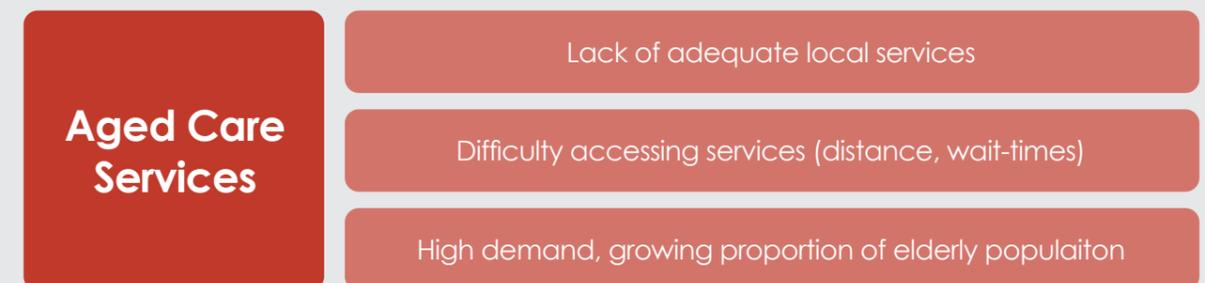 Aged Care
Services
Lack of adequate local services
Difficulty accessing services (distance, wait-times)
High demand, growing proportion of elderly populaiton